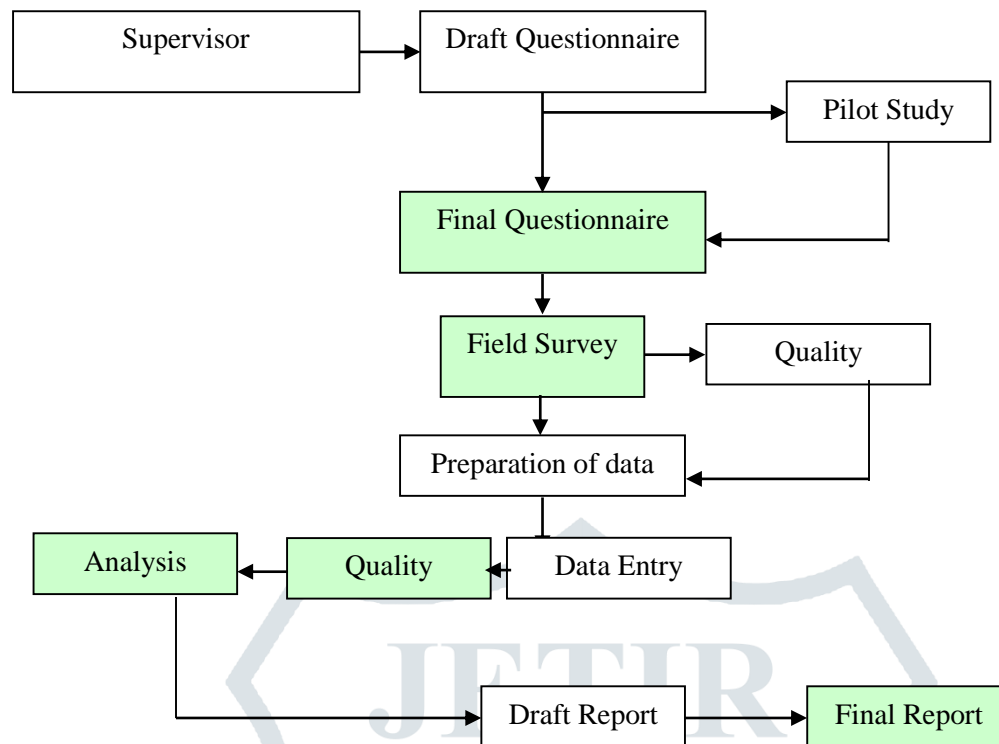 Supervisor
Draft Questionnaire
Pilot Study
Final Questionnaire
Field Survey
Quality
Preparation of data
Analysis
Quality
Data Entry
JETIR
Draft Report
Final Report